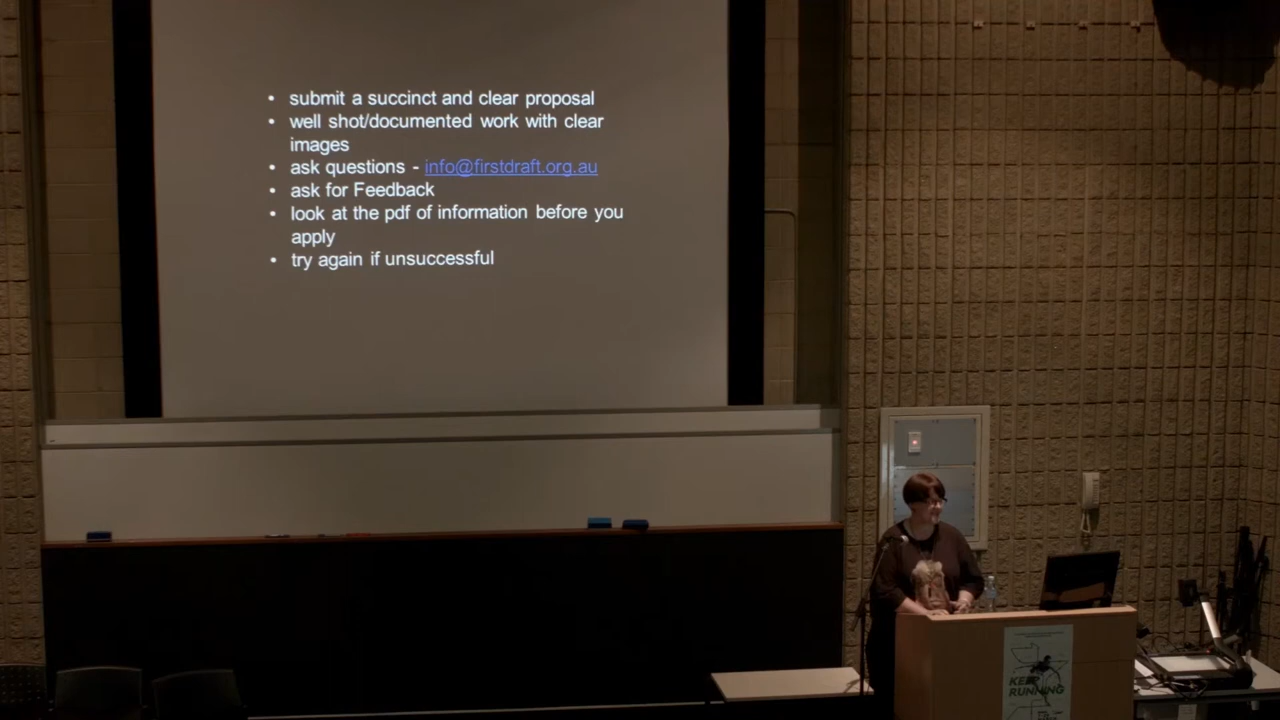 • submit a succinct and clear proposal
• well shot/documented work with clear
images
• ask questions - info@firstdraft.org.au
• ask for Feedback
• look at the pdf of information before you
apply
• try again if unsuccessful
KEEP
RUNNING